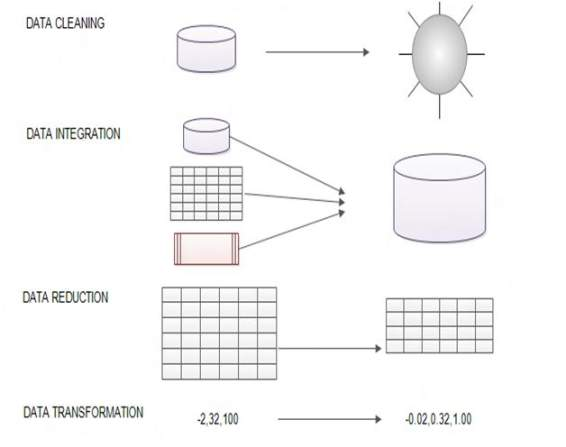 DATA CLEANING
DATA INTEGRATION
DATA REDUCTION
DATA TRANSFORMATION -2,32,100 -0.02,0.32,1.00